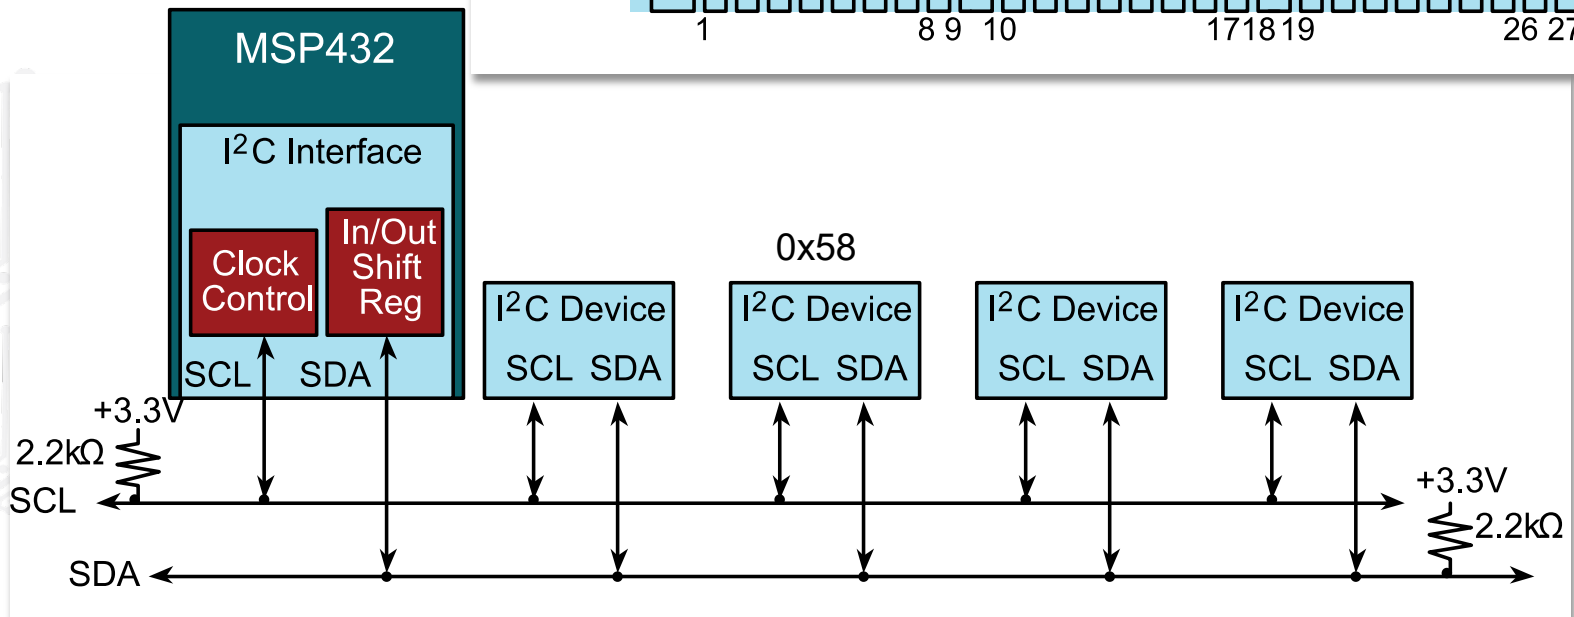 1 8 9 10 17 18 19 26 27
MSP432
I²C Interface
In/Out
Shift
Reg
Clock
Control
SCL SDA
0x58
I²C Device
SCL SDA
I²C Device
SCL SDA
I²C Device
SCL SDA
I²C Device
SCL SDA
+3.3V
2.2kΩ
SCL
+3.3V
2.2kΩ
SDA